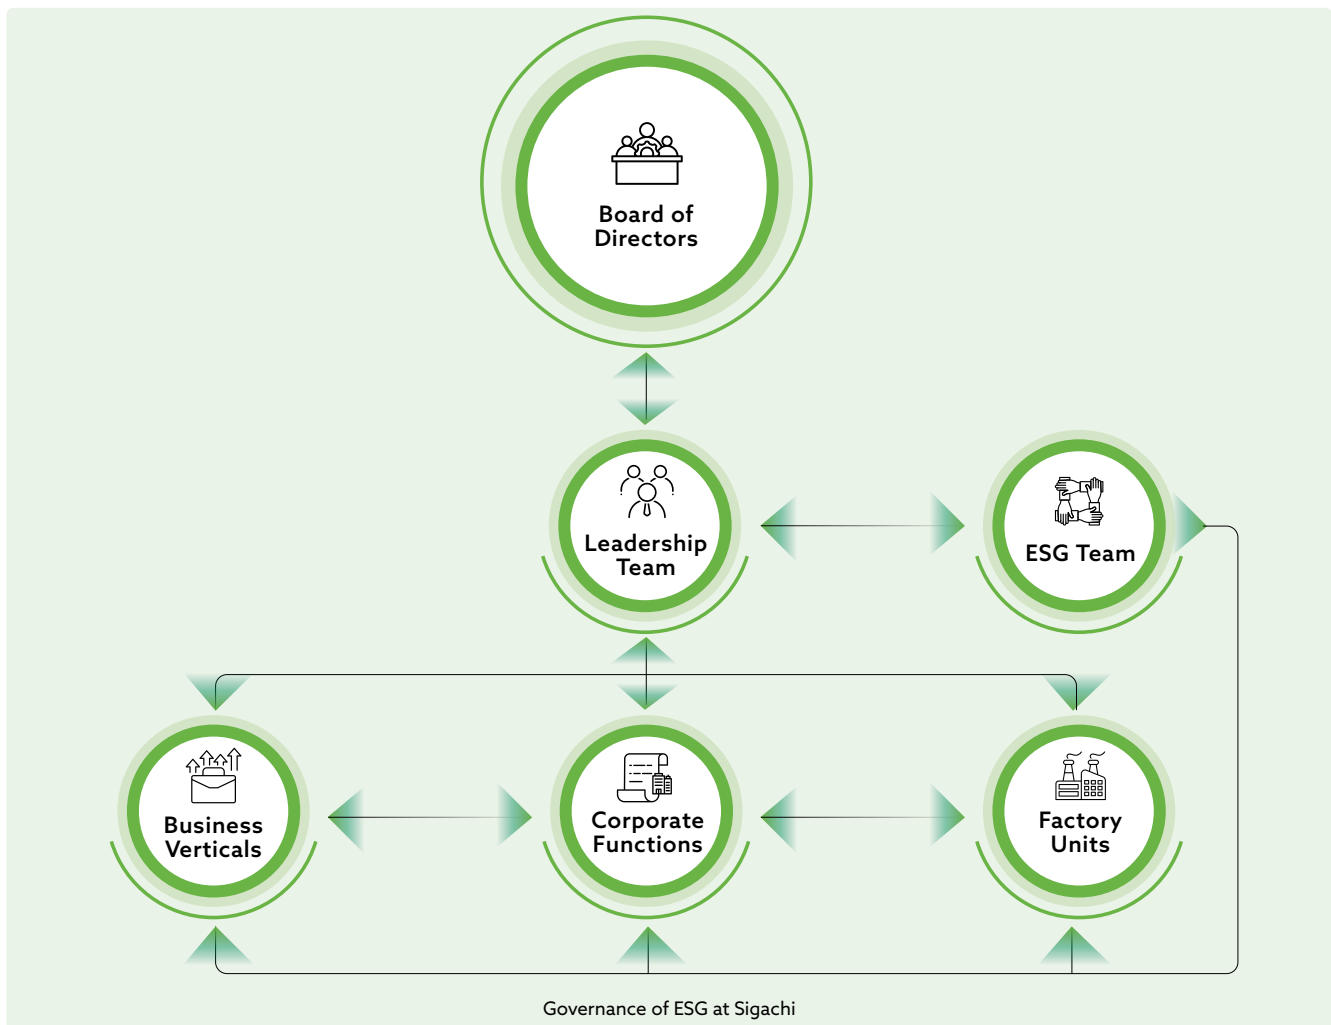 Board of
Directors
Leadership
Team
ESG Team
Business
Verticals
Corporate
Functions
Factory
Units
Governance of ESG at Sigachi